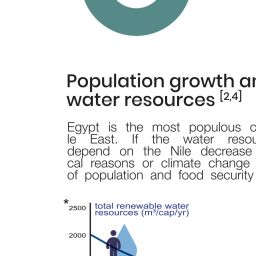 Population growth an
water resources [2,4]
Egypt is the most populous c
le East. If the water resou
depend on the Nile decrease
cal reasons or climate change
of population and food security
* 2500 total renewable water
resources (m³/cap/yr)
2000